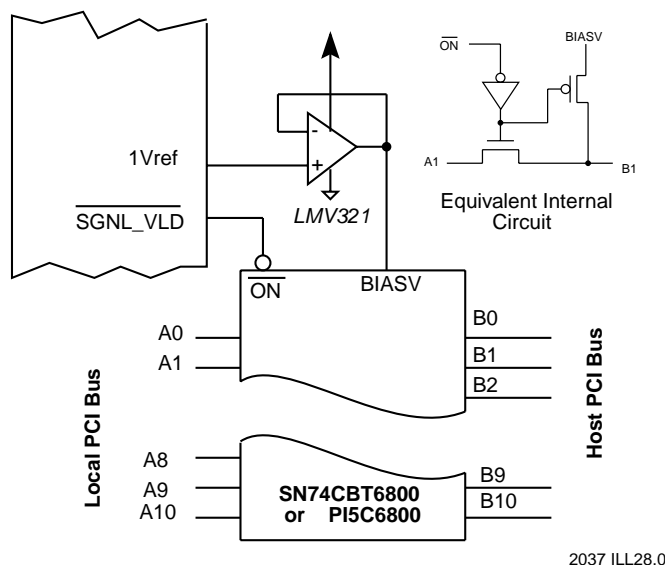 ON
BIASV
1Vref
-
+
A1
B1
LMV321
Equivalent Internal
Circuit
SGNL_VLD
ON
BIASV
A0
A1
B0
B1
B2
Local PCI Bus
Host PCI Bus
A8
A9
A10
SN74CBT6800
or PI5C6800
B9
B10
2037 ILL28.0